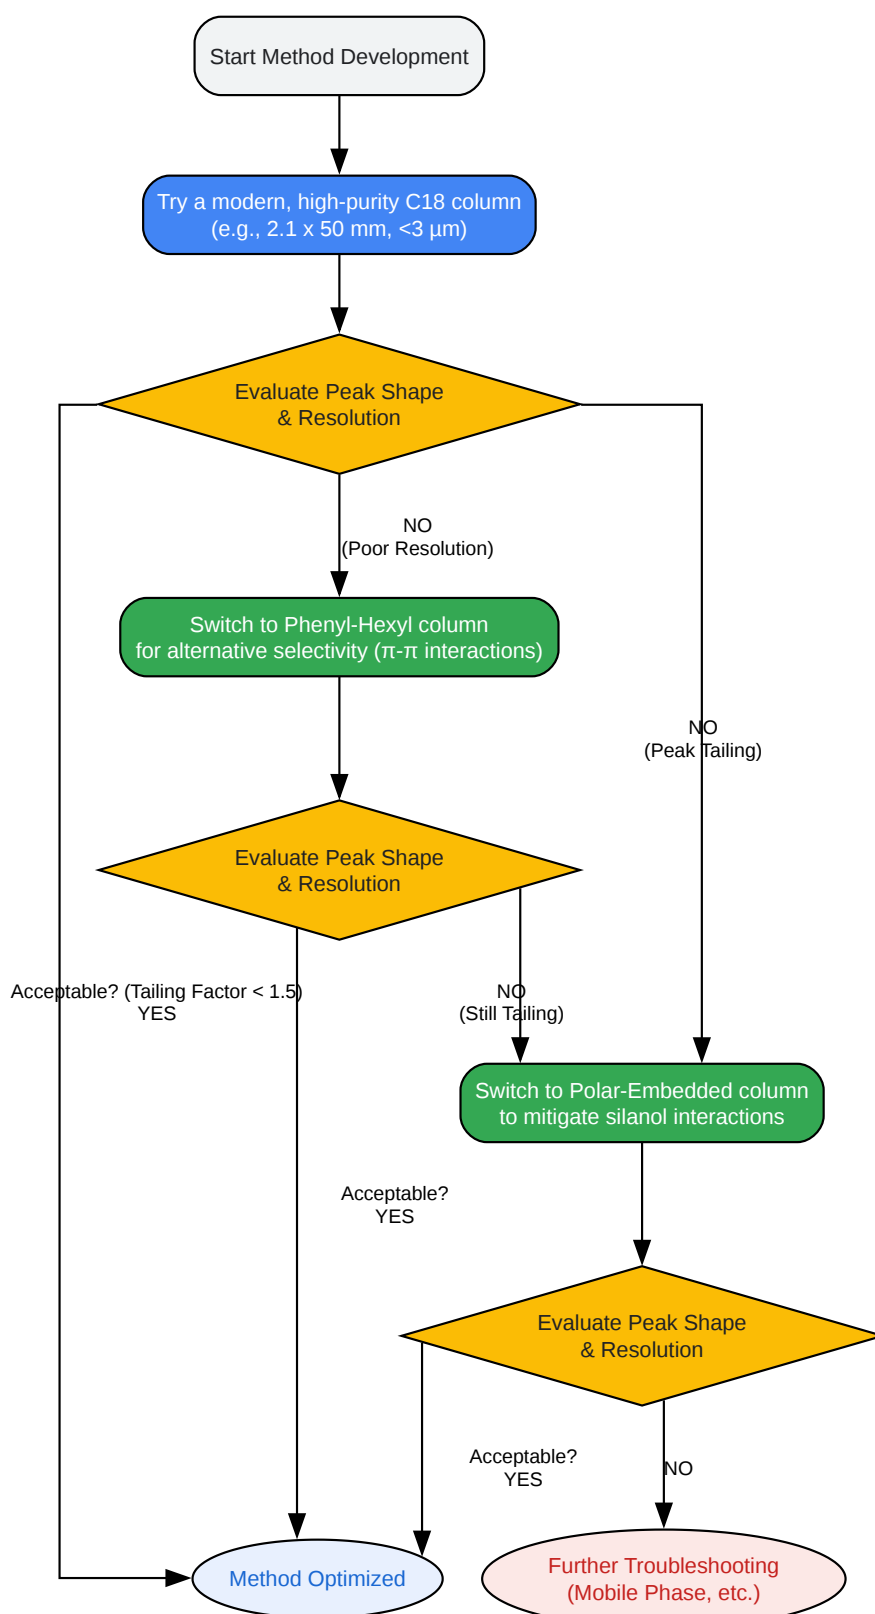 Start Method Development
Try a modern, high-purity C18 column
(e.g., 2.1 x 50 mm, <3 µm)
Evaluate Peak Shape
& Resolution
NO
(Poor Resolution)
Switch to Phenyl-Hexyl column
for alternative selectivity (π-π interactions)
NO
(Peak Tailing)
Evaluate Peak Shape
& Resolution
Acceptable? (Tailing Factor < 1.5)
YES
NO
(Still Tailing)
Switch to Polar-Embedded column
to mitigate silanol interactions
Acceptable?
YES
Evaluate Peak Shape
& Resolution
Acceptable?
YES
NO
Method Optimized
Further Troubleshooting
(Mobile Phase, etc.)